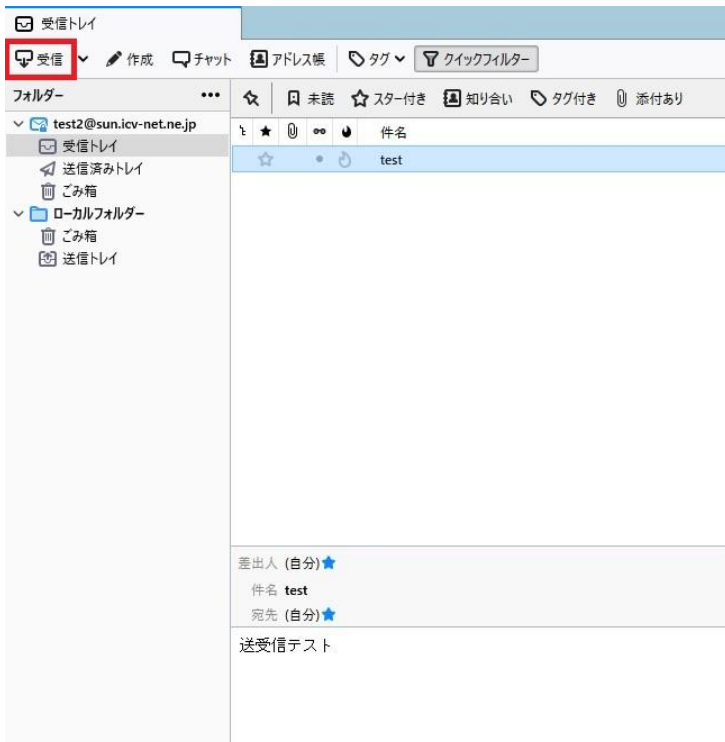 受信トレイ
受信 作成 チャット アドレス帳 タグ クイックフィルター
フォルダー ••• 未読 スター付き 知り合い タグ付き 添付あり
test2@sun.icv-net.ne.jp
件名
受信トレイ
test
送信済みトレイ
ごみ箱
ローカルフォルダー
ごみ箱
送信トレイ
差出人 (自分)
件名 test
宛先 (自分)
送受信テスト